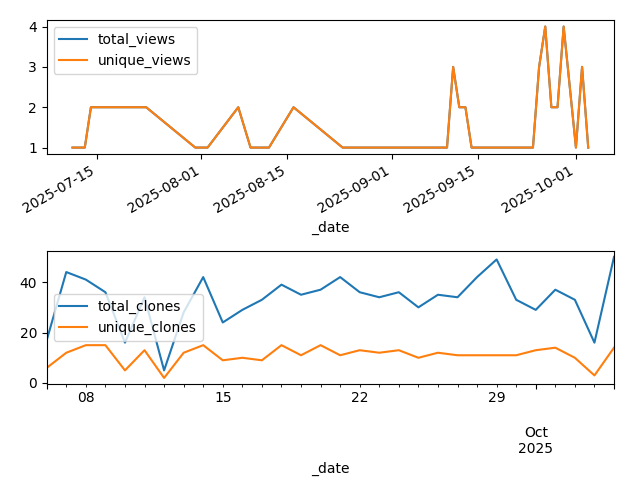 4
3
2
1
total_views
unique_views
2025-07-15
2025-08-01
2025-08-15
2025-09-01
2025-09-15
2025-10-01
_date
40
20
0
total_clones
unique_clones
08
15
22
29
Oct
2025
_date